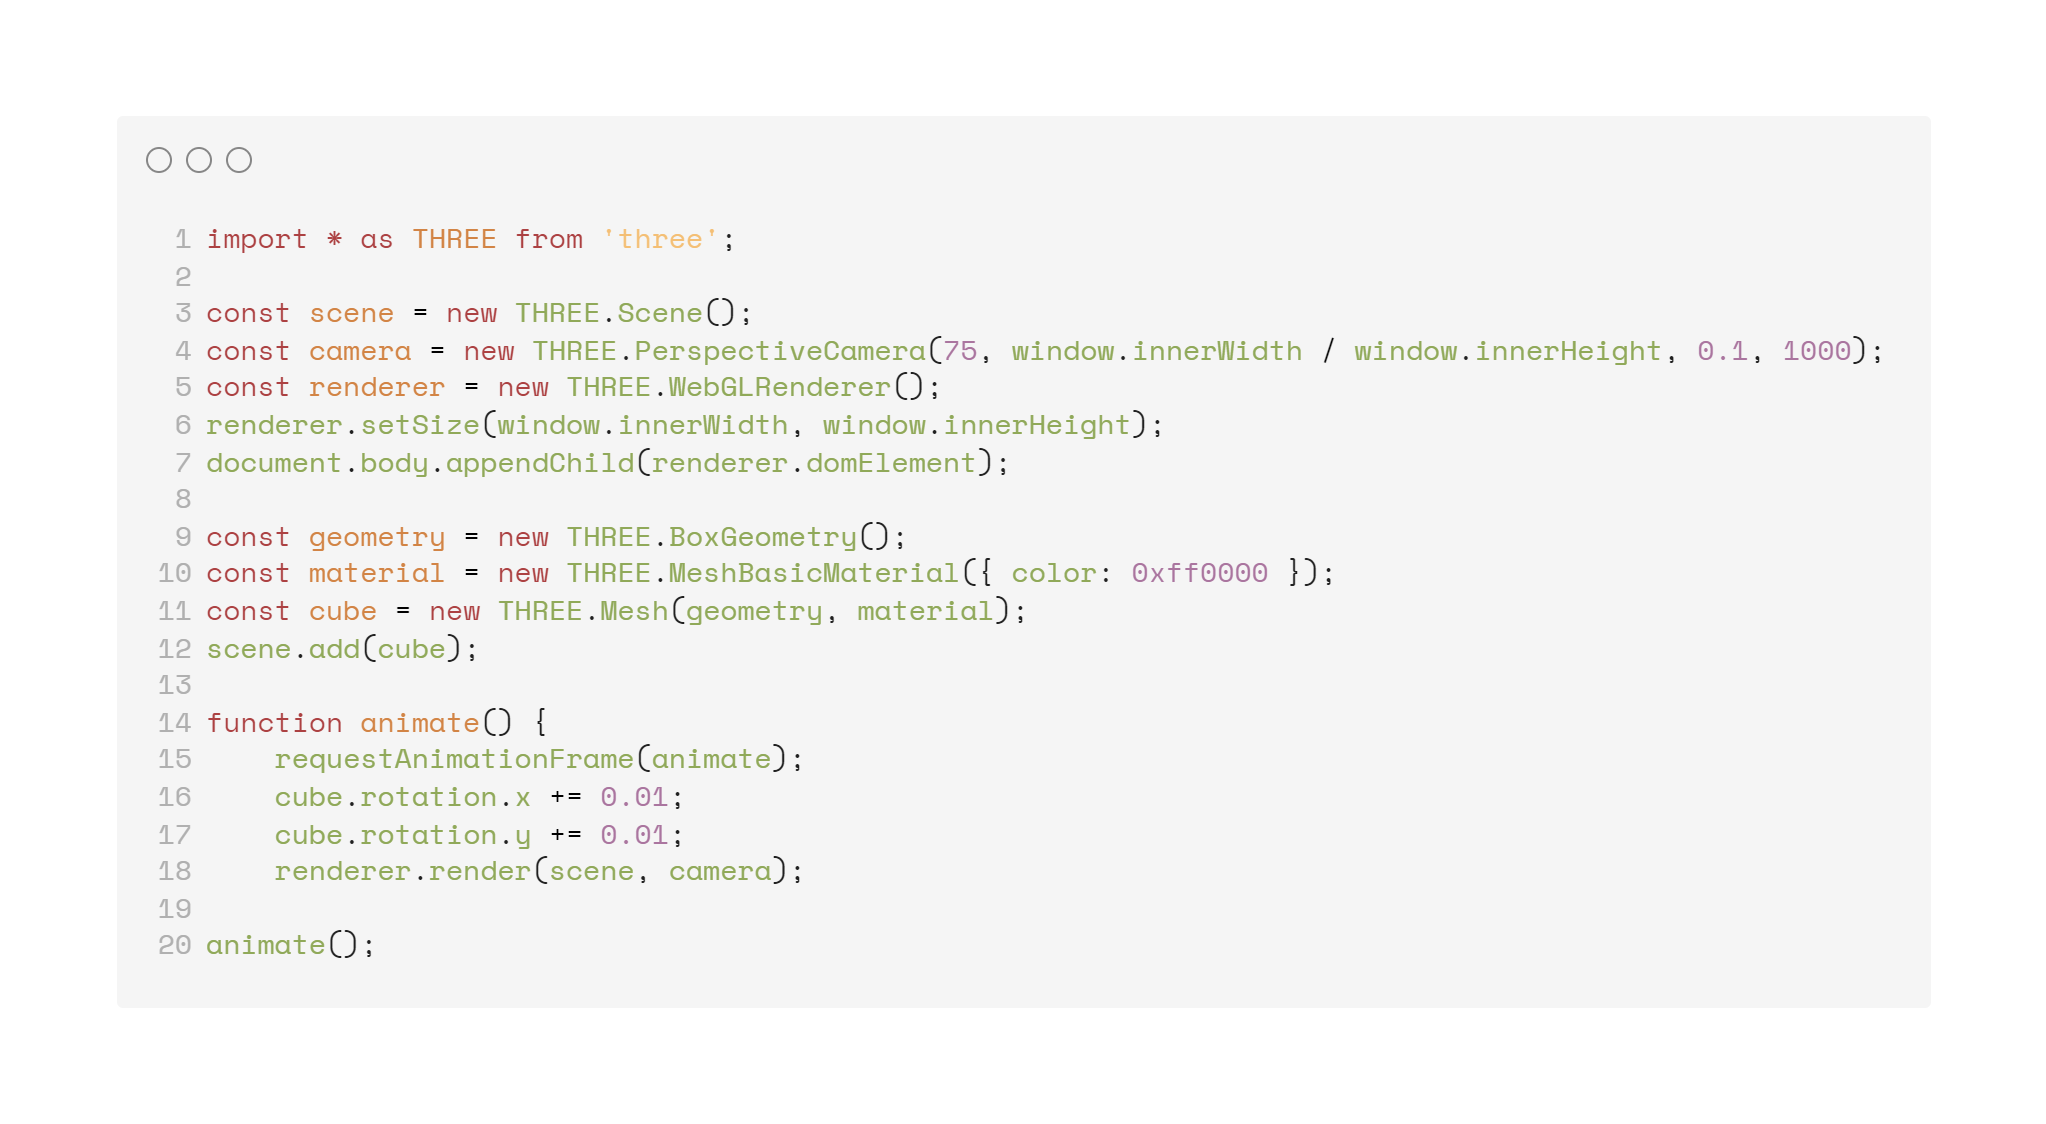 1 import * as THREE from 'three';
2
3 const scene = new THREE.Scene();
4 const camera = new THREE.PerspectiveCamera(75, window.innerWidth / window.innerHeight, 0.1, 1000);
5 const renderer = new THREE.WebGLRenderer();
6 renderer.setSize(window.innerWidth, window.innerHeight);
7 document.body.appendChild(renderer.domElement);
8
9 const geometry = new THREE.BoxGeometry();
10 const material = new THREE.MeshBasicMaterial({ color: 0xff0000 });
11 const cube = new THREE.Mesh(geometry, material);
12 scene.add(cube);
13
14 function animate() {
15     requestAnimationFrame(animate);
16     cube.rotation.x += 0.01;
17     cube.rotation.y += 0.01;
18     renderer.render(scene, camera);
19
20 animate();